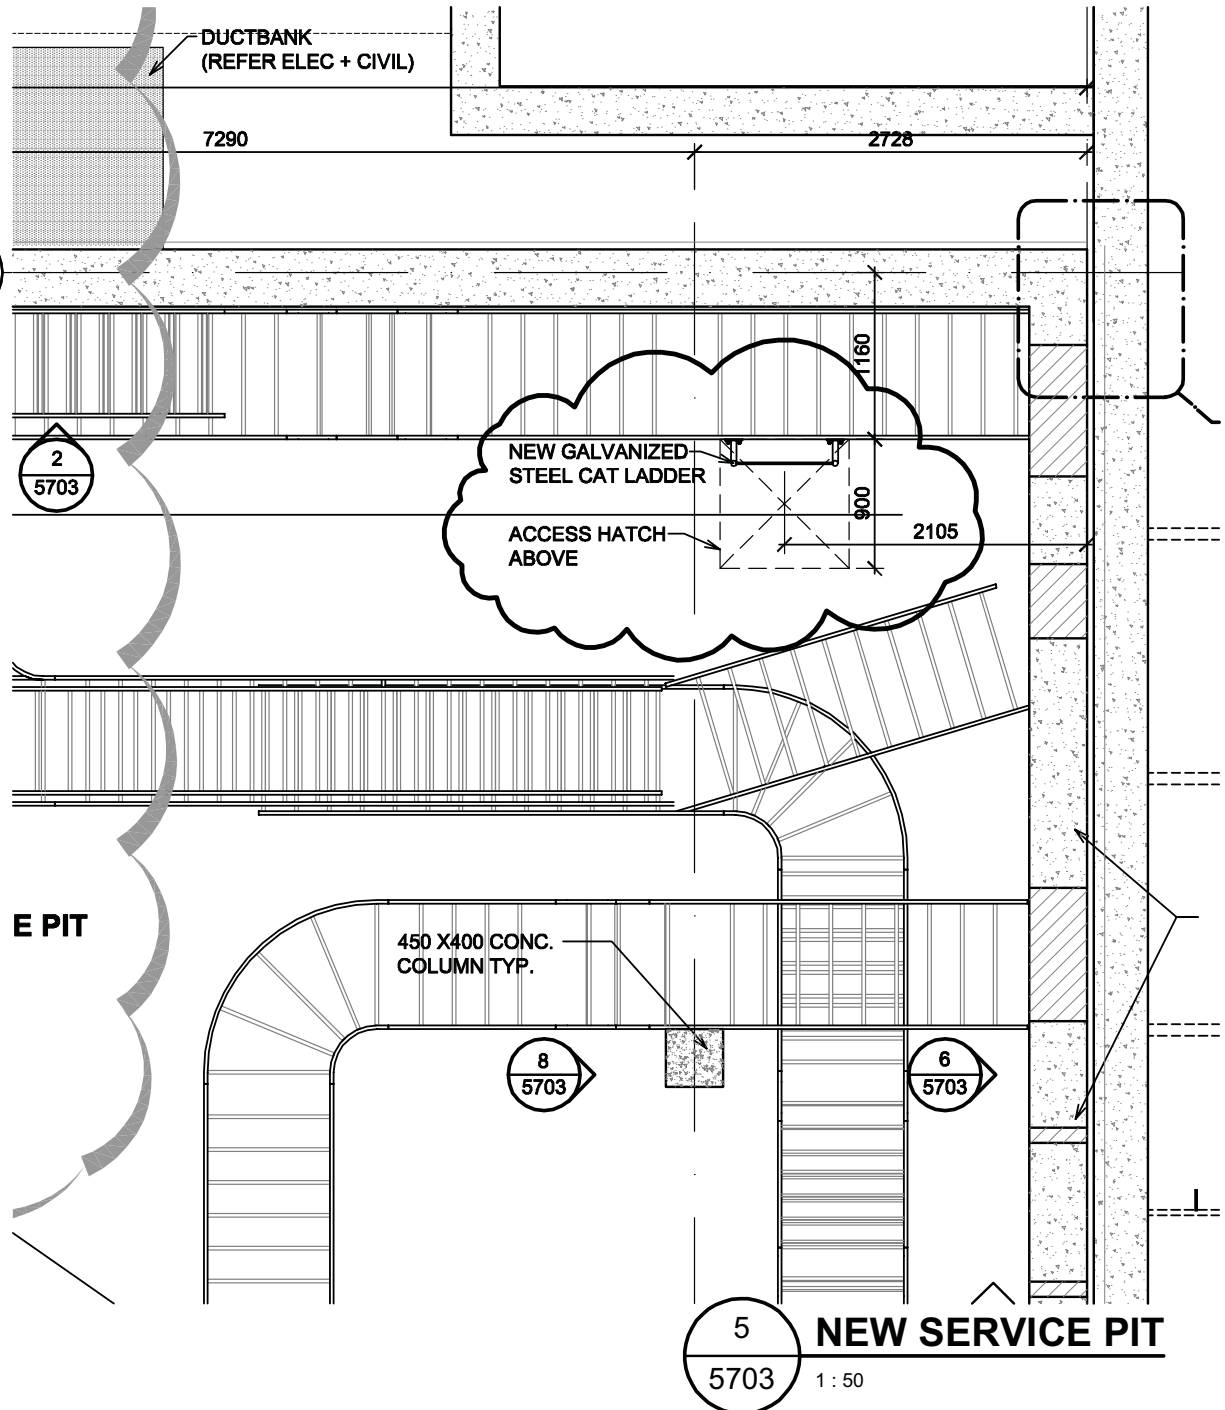 DUCTBANK
(REFER ELEC + CIVIL)
7290
2728
1160
NEW GALVANIZED
STEEL CAT LADDER
2
5703
900
ACCESS HATCH
ABOVE
2105
E PIT
450 X400 CONC.
COLUMN TYP.
8
5703
6
5703
5
5703
NEW SERVICE PIT
1 : 50